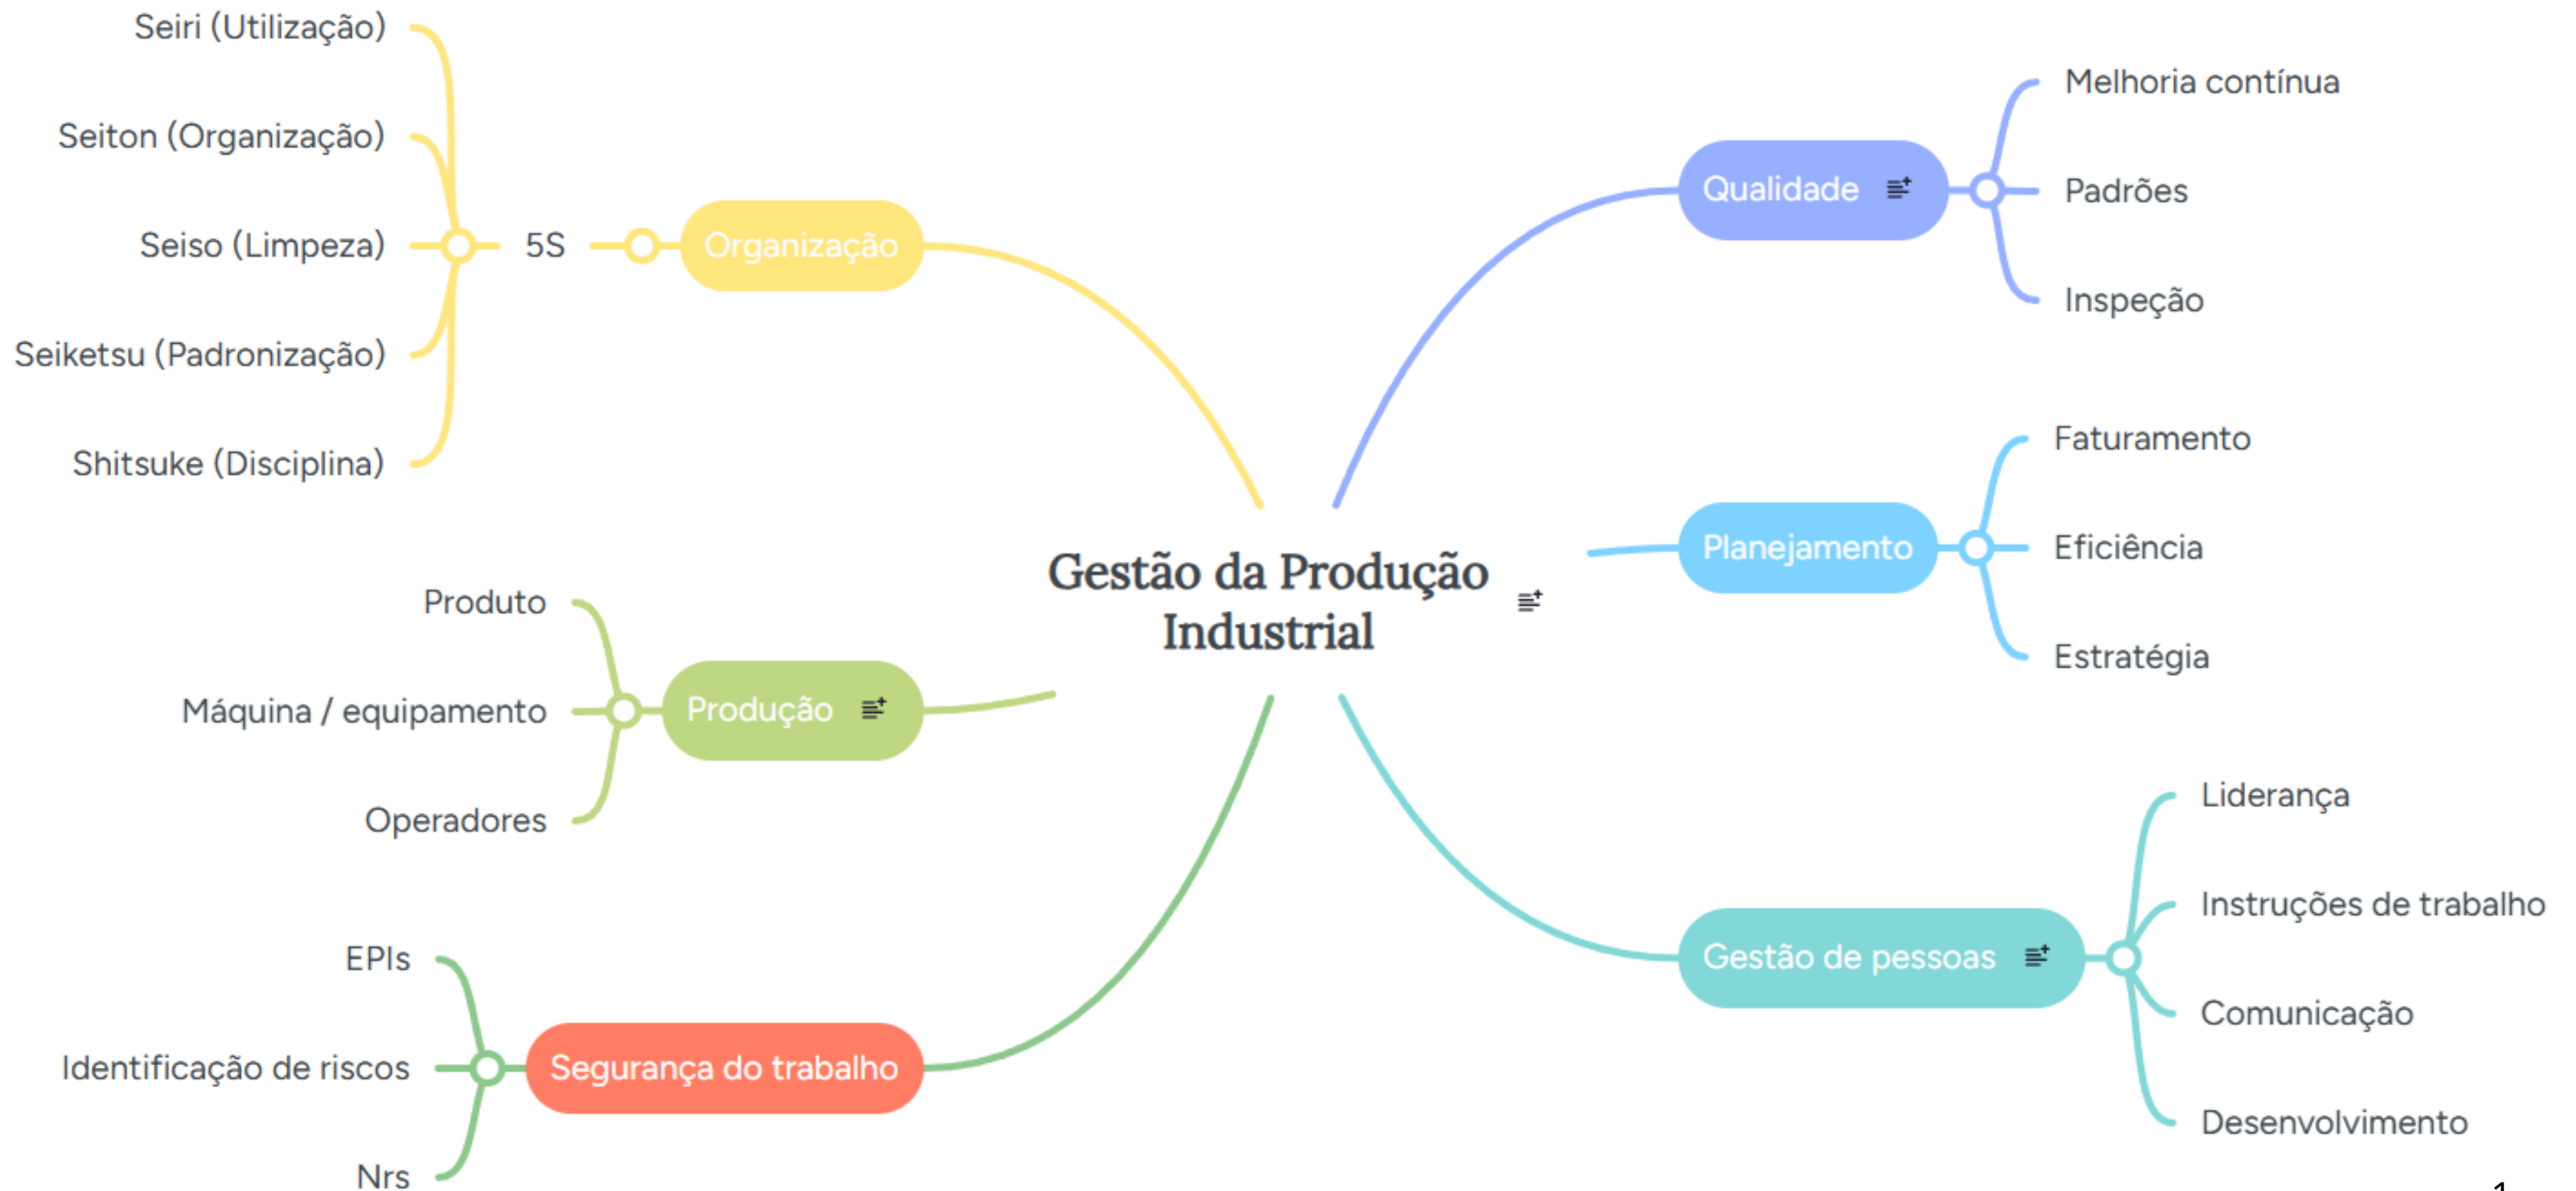 Gestão da Produção
Industrial
Organização
5S
Seiri (Utilização)
Seiton (Organização)
Seiso (Limpeza)
Seiketsu (Padronização)
Shitsuke (Disciplina)
Produção
Produto
Máquina / equipamento
Operadores
Segurança do trabalho
EPIs
Identificação de riscos
Nrs
Qualidade
Melhoria contínua
Padrões
Inspeção
Planejamento
Faturamento
Eficiência
Estratégia
Gestão de pessoas
Liderança
Instruções de trabalho
Comunicação
Desenvolvimento
1